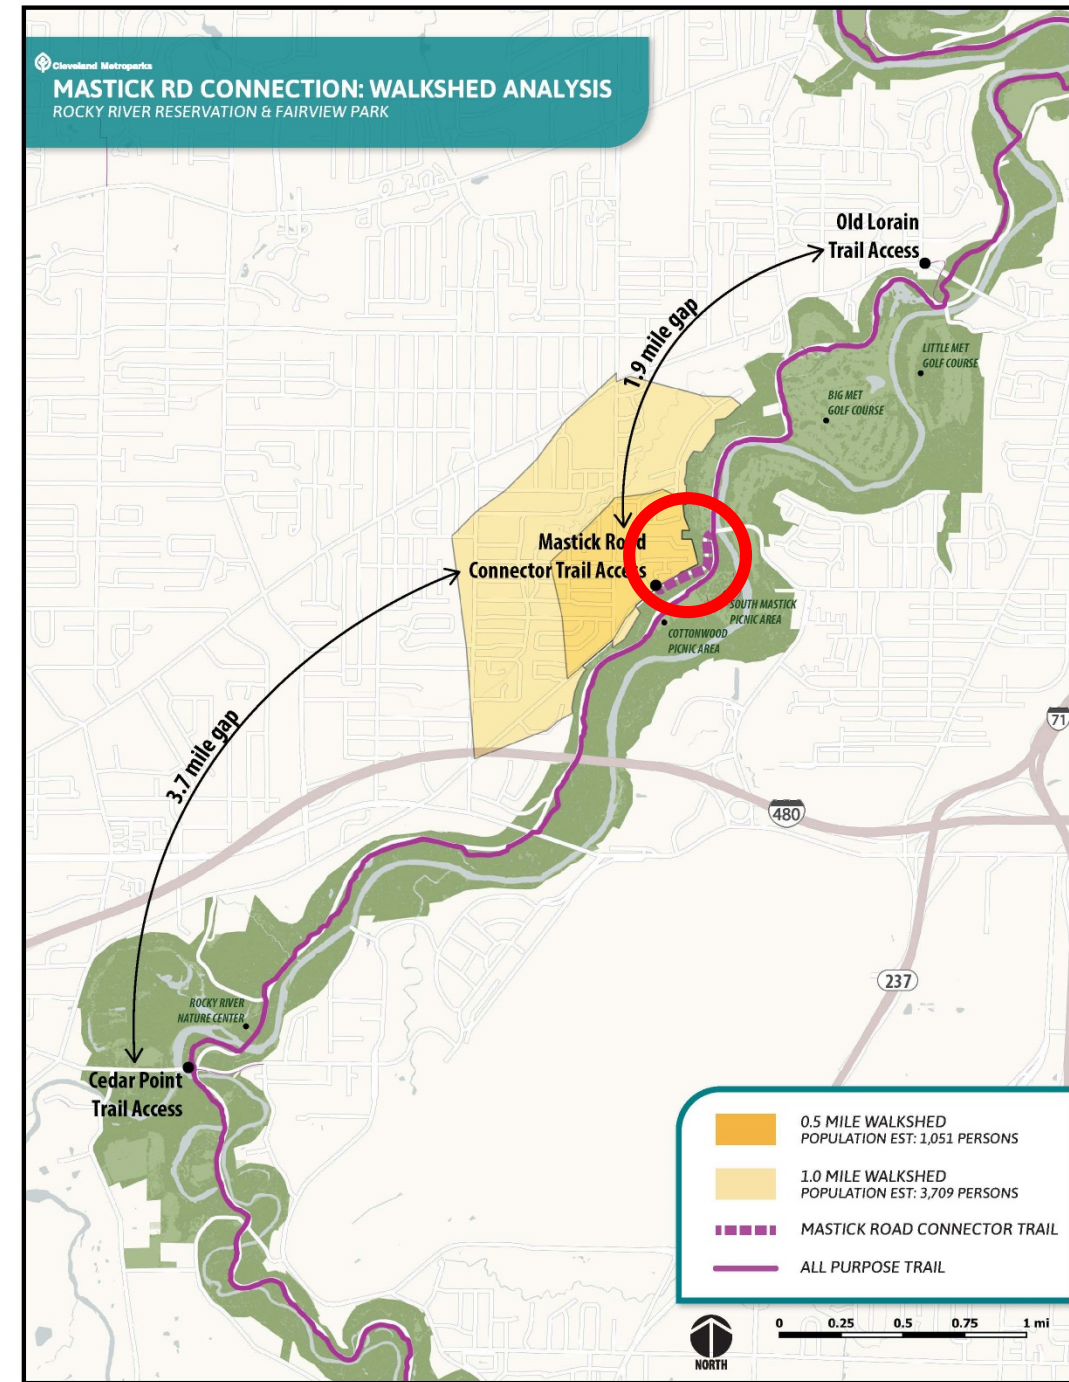 Cleveland Metroparks
MASTICK RD CONNECTION: WALKSHED ANALYSIS
ROCKY RIVER RESERVATION & FAIRVIEW PARK
Old Lorain
Trail Access
1.9 mile gap
LITTLE MET
GOLF COURSE
BIG MET
GOLF COURSE
Mastick Road
Connector Trail Access
SOUTH MASTICK
PICNIC AREA
COTTONWOOD
PICNIC AREA
3.7 mile gap
71
480
237
ROCKY RIVER
NATURE CENTER
Cedar Point
Trail Access
0.5 MILE WALKSHED
POPULATION EST: 1,051 PERSONS
1.0 MILE WALKSHED
POPULATION EST: 3,709 PERSONS
MASTICK ROAD CONNECTOR TRAIL
ALL PURPOSE TRAIL
NORTH
0 0.25 0.5 0.75 1 mi